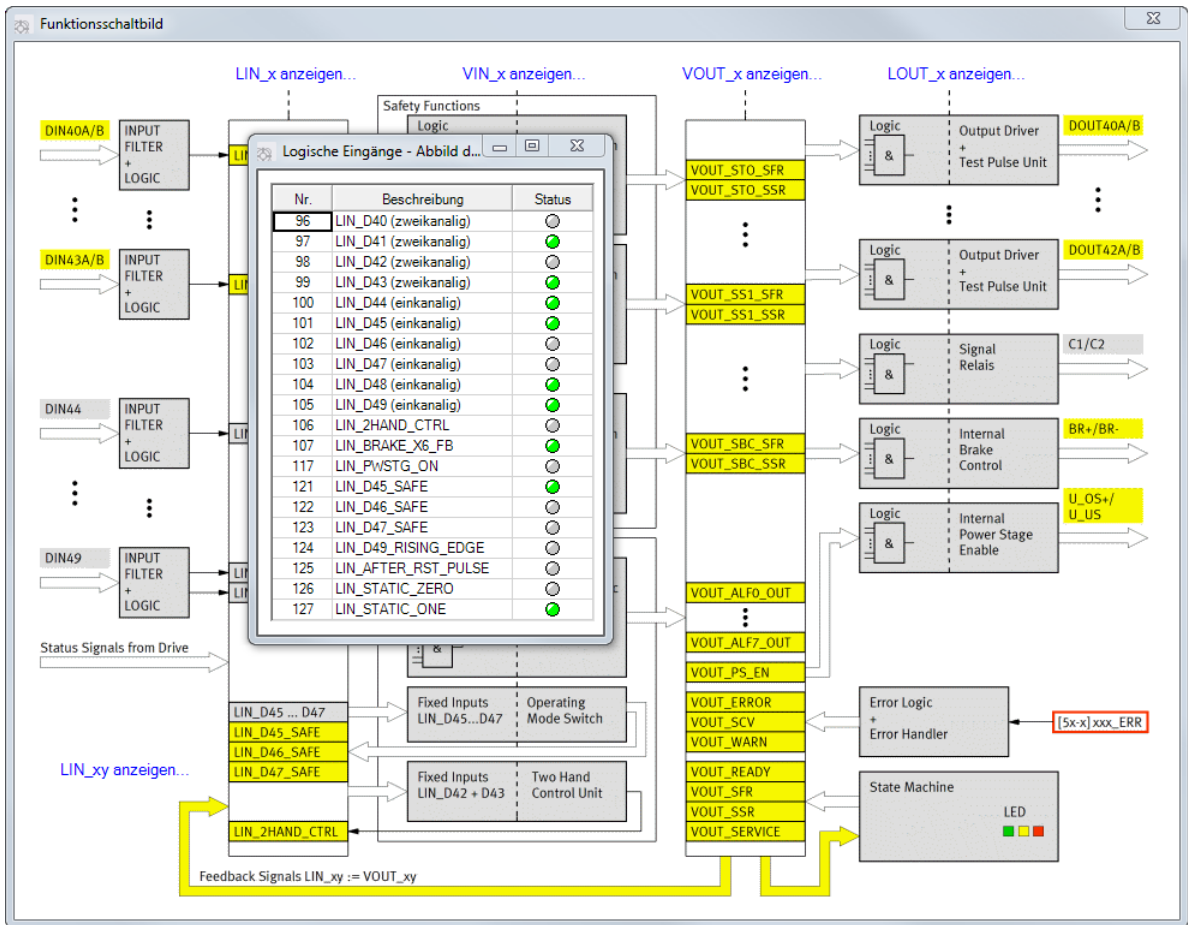 Funktionsschaltbild
LIN_x anzeigen...
VIN_x anzeigen...
VOUT_x anzeigen...
LOUT_x anzeigen...
Safety Functions
Logic
DIN40A/B
INPUT
FILTER
+
LOGIC
DIN43A/B
INPUT
FILTER
+
LOGIC
DIN44
INPUT
FILTER
+
LOGIC
DIN49
INPUT
FILTER
+
LOGIC
Status Signals from Drive
Logische Eingänge - Abbild d...
Nr. Beschreibung Status
96 LIN_D40 (zweikanalig)
97 LIN_D41 (zweikanalig)
98 LIN_D42 (zweikanalig)
99 LIN_D43 (zweikanalig)
100 LIN_D44 (einkanalig)
101 LIN_D45 (einkanalig)
102 LIN_D46 (einkanalig)
103 LIN_D47 (einkanalig)
104 LIN_D48 (einkanalig)
105 LIN_D49 (einkanalig)
106 LIN_2HAND_CTRL
107 LIN_BRAKE_X6_FB
117 LIN_PWSTG_ON
121 LIN_D45_SAFE
122 LIN_D46_SAFE
123 LIN_D47_SAFE
124 LIN_D49_RISING_EDGE
125 LIN_AFTER_RST_PULSE
126 LIN_STATIC_ZERO
127 LIN_STATIC_ONE
&
LIN_D45 ... D47
LIN_D45_SAFE
LIN_D46_SAFE
LIN_D47_SAFE
LIN_2HAND_CTRL
LIN_xy anzeigen...
Fixed Inputs
LIN_D45...D47
Operating
Mode Switch
Fixed Inputs
LIN_D42 + D43
Two Hand
Control Unit
Feedback Signals LIN_xy := VOUT_xy
VOUT_STO_SFR
VOUT_STO_SSR
VOUT_SS1_SFR
VOUT_SS1_SSR
VOUT_SBC_SFR
VOUT_SBC_SSR
VOUT_ALF0_OUT
VOUT_ALF7_OUT
VOUT_PS_EN
VOUT_ERROR
VOUT_SCV
VOUT_WARN
VOUT_READY
VOUT_SFR
VOUT_SSR
VOUT_SERVICE
Logic
&
Output Driver
+
Test Pulse Unit
DOUT40A/B
Logic
&
Output Driver
+
Test Pulse Unit
DOUT42A/B
Logic
&
Signal
Relais
C1/C2
Logic
&
Internal
Brake
Control
BR+/BR-
Logic
&
Internal
Power Stage
Enable
U_OS+/
U_US
Error Logic
+
Error Handler
[5x-x] xxx_ERR
State Machine
LED